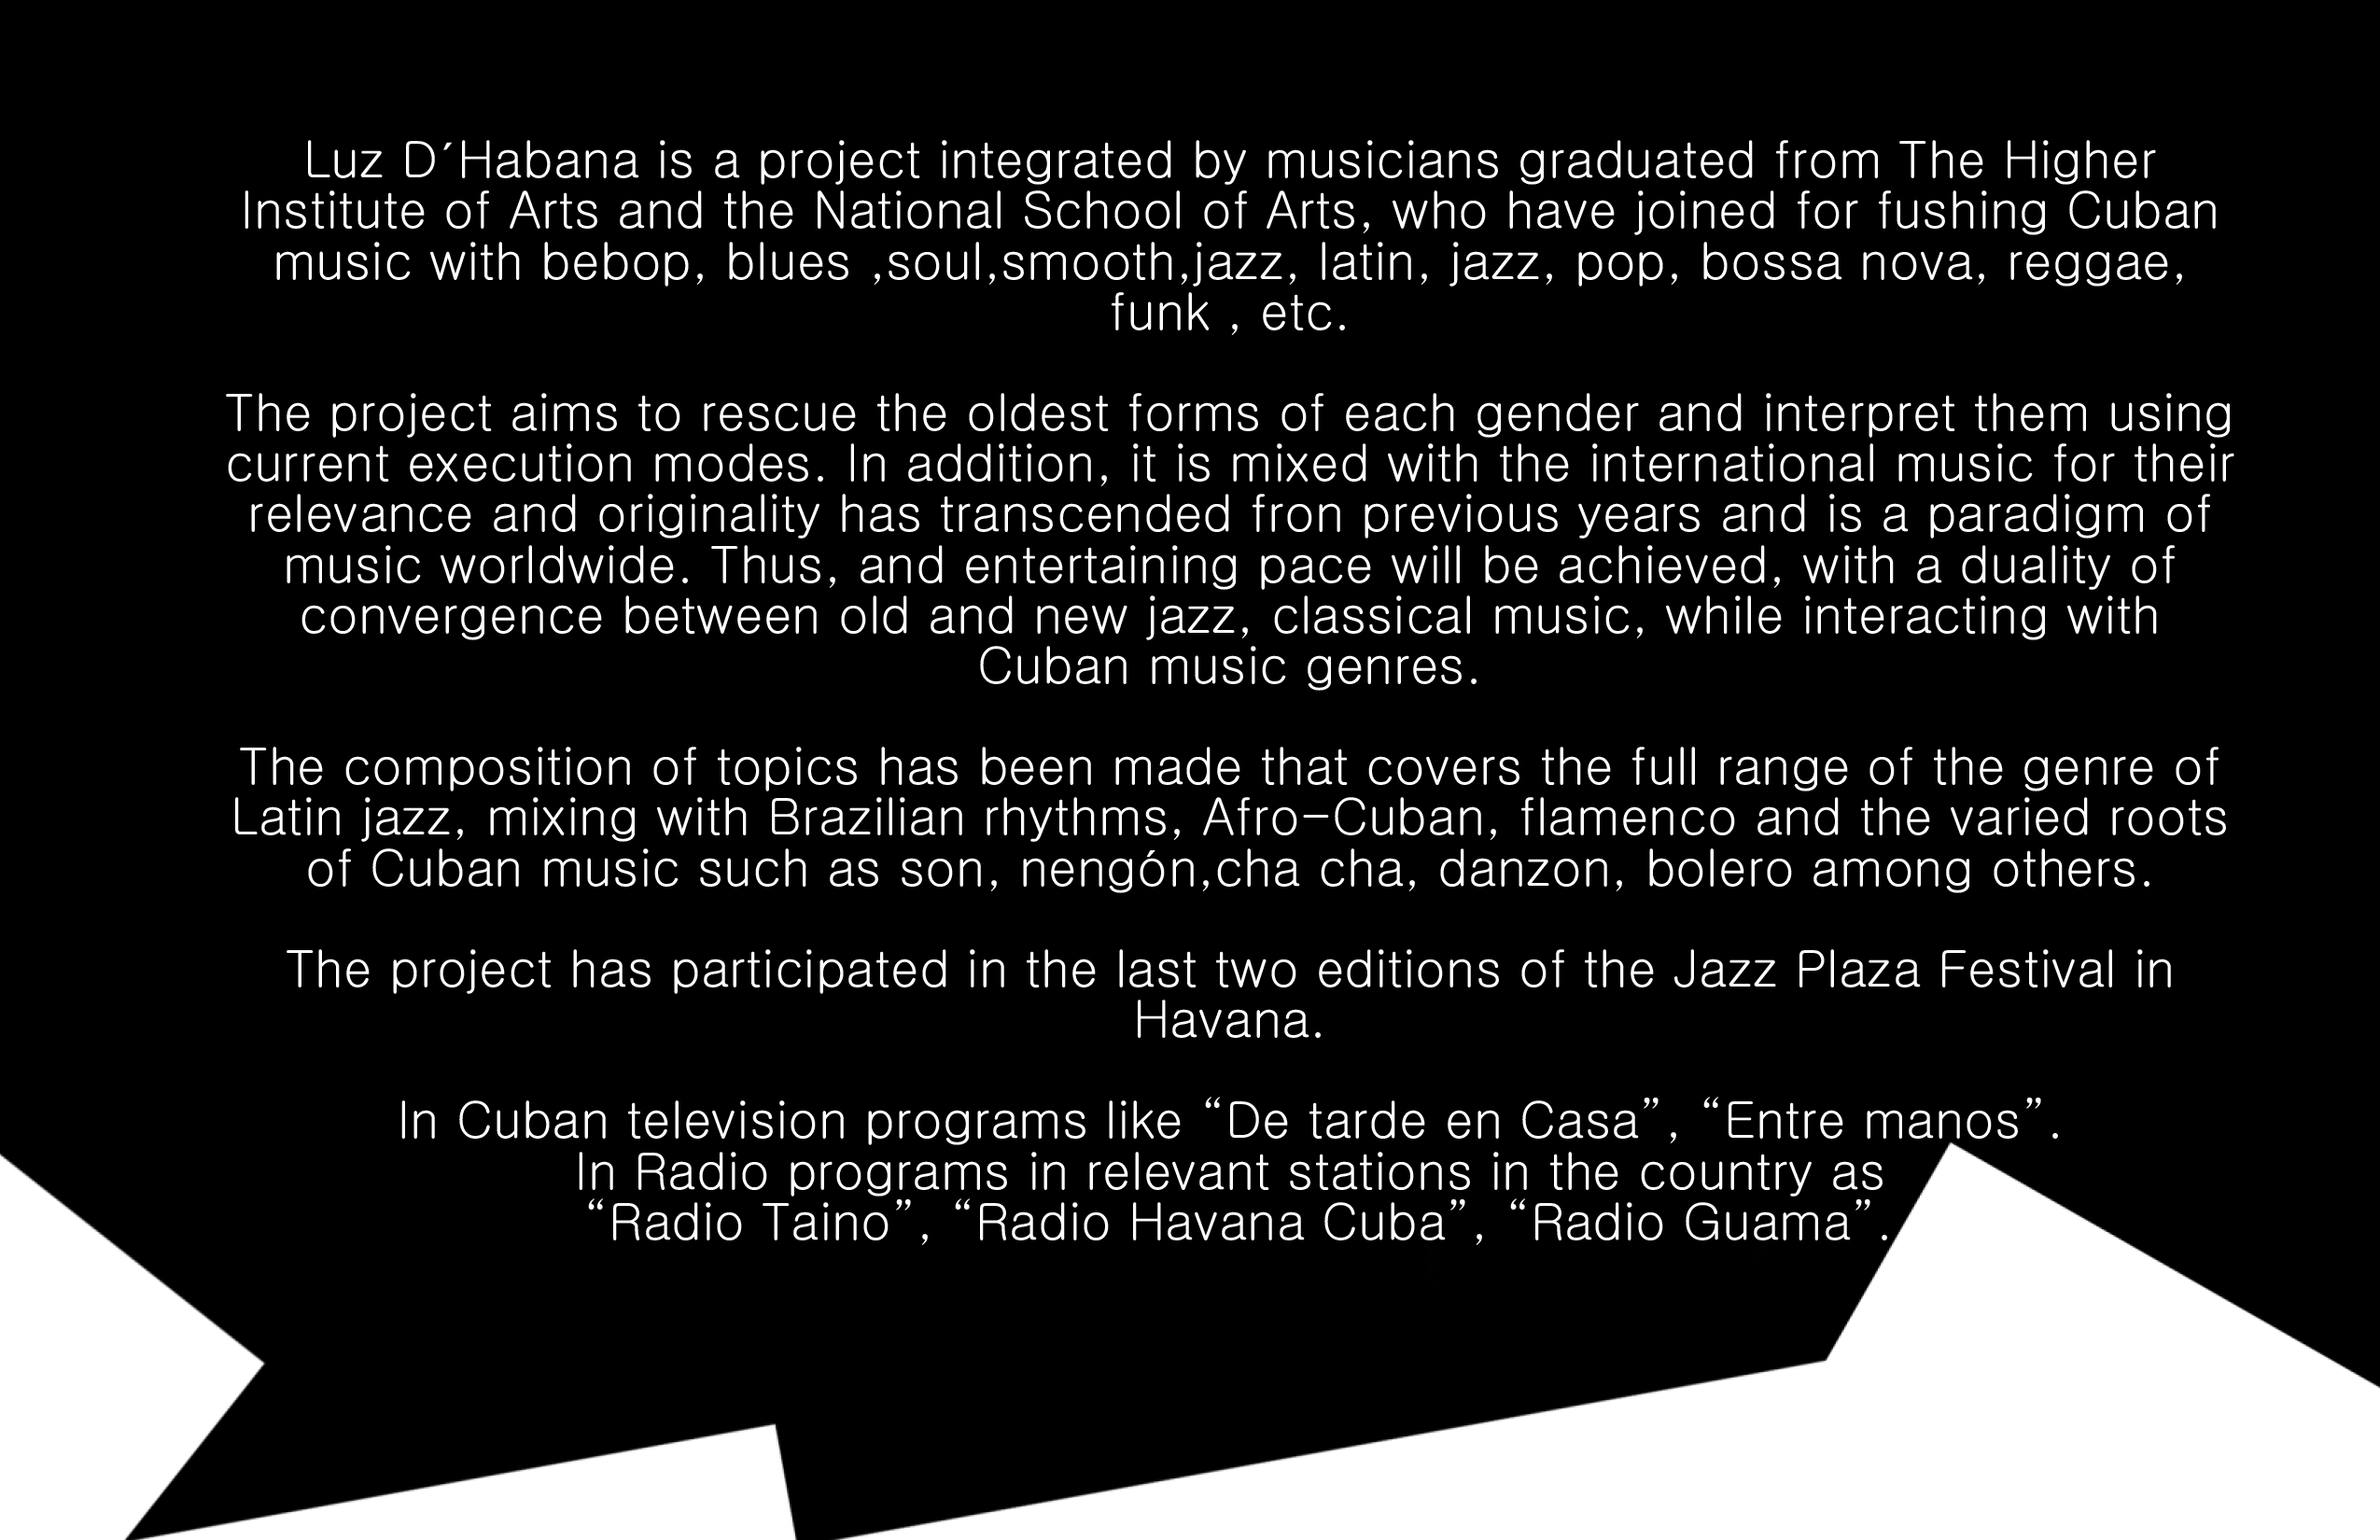 Luz D´Habana is a project integrated by musicians graduated from The Higher
Institute of Arts and the National School of Arts, who have joined for fushing Cuban
music with bebop, blues ,soul,smooth,jazz, latin, jazz, pop, bossa nova, reggae,
funk , etc.
The project aims to rescue the oldest forms of each gender and interpret them using
current execution modes. In addition, it is mixed with the international music for their
relevance and originality has transcended fron previous years and is a paradigm of
music worldwide. Thus, and entertaining pace will be achieved, with a duality of
convergence between old and new jazz, classical music, while interacting with
Cuban music genres.
The composition of topics has been made that covers the full range of the genre of
Latin jazz, mixing with Brazilian rhythms, Afro-Cuban, flamenco and the varied roots
of Cuban music such as son, nengón,cha cha, danzon, bolero among others.
The project has participated in the last two editions of the Jazz Plaza Festival in
Havana.
In Cuban television programs like “De tarde en Casa”, “Entre manos”.
In Radio programs in relevant stations in the country as
“Radio Taino”, “Radio Havana Cuba”, “Radio Guama”.